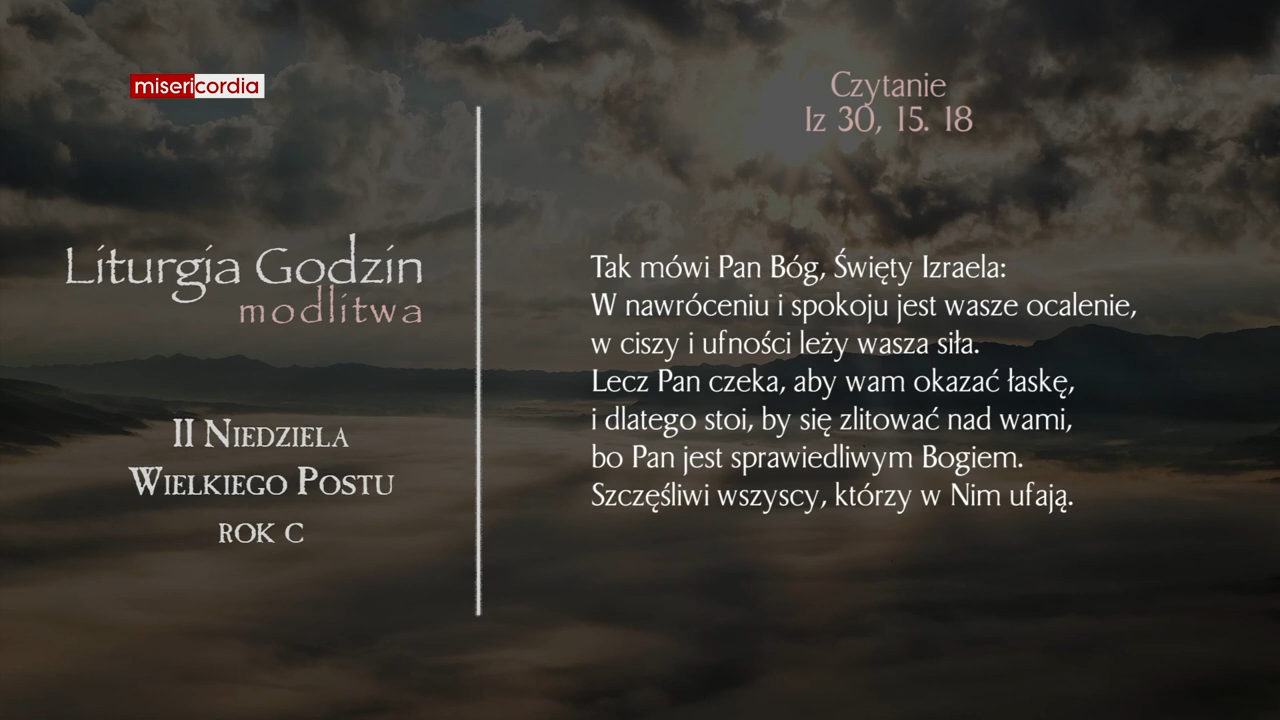 misericordia
Liturgia Godzin
modlitwa
II Niedziela
Wielkiego Postu
rok C
Czytanie
Iz 30, 15. 18
Tak mówi Pan Bóg, Święty Izraela:
W nawróceniu i spokoju jest wasze ocalenie,
w ciszy i ufności leży wasza siła.
Lecz Pan czeka, aby wam okazać łaskę,
i dlatego stoi, by się zlitować nad wami,
bo Pan jest sprawiedliwym Bogiem.
Szczęśliwi wszyscy, którzy w Nim ufają.